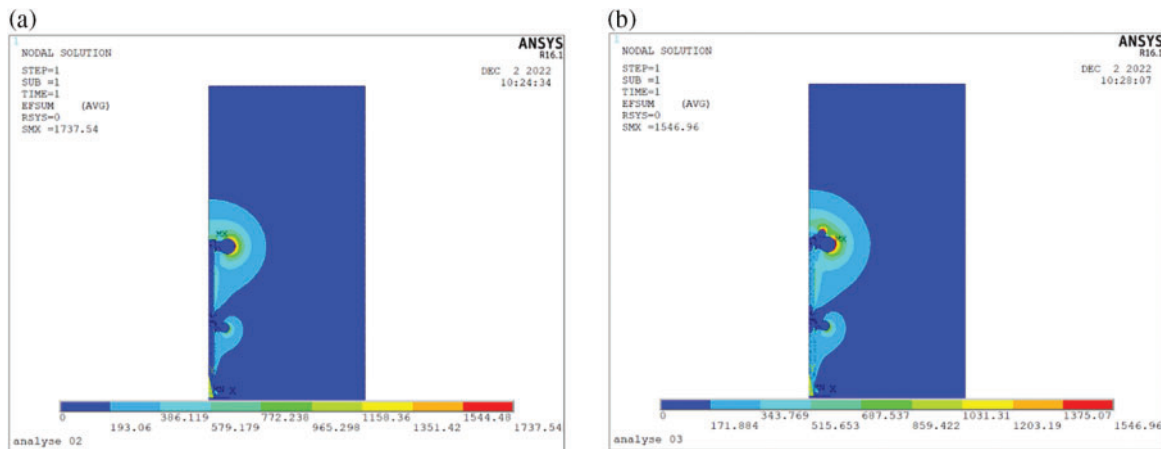 (a)
1
NODAL SOLUTION
STEP=1
SUB =1
TIME=1
EFSUM (AVG)
RSYS=0
SMX =1737.54
ANSYS
R16.1
DEC 2 2022
10:24:34
MX
MN X
0
193.06
386.119
579.179
772.238
965.298
1158.36
1351.42
1544.48
1737.54
analyse 02
(b)
1
NODAL SOLUTION
STEP=1
SUB =1
TIME=1
EFSUM (AVG)
RSYS=0
SMX =1546.96
ANSYS
R16.1
DEC 2 2022
10:28:07
MX
MN X
0
171.884
343.769
515.653
687.537
859.422
1031.31
1203.19
1375.07
1546.96
analyse 03